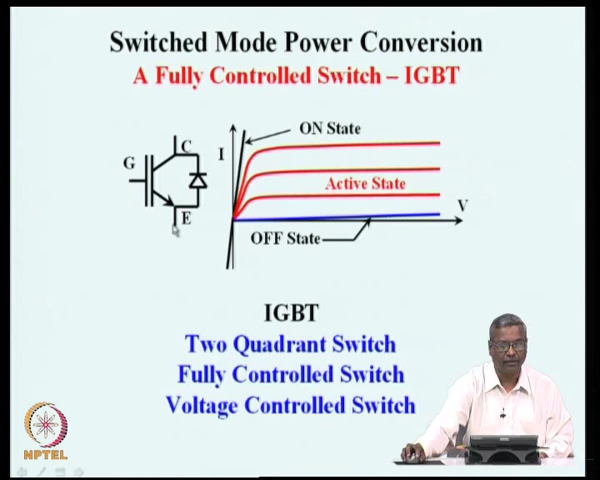 Switched Mode Power Conversion
A Fully Controlled Switch – IGBT
ON State
C
G
I
Active State
V
E
OFF State
IGBT
Two Quadrant Switch
Fully Controlled Switch
Voltage Controlled Switch
NPTEL